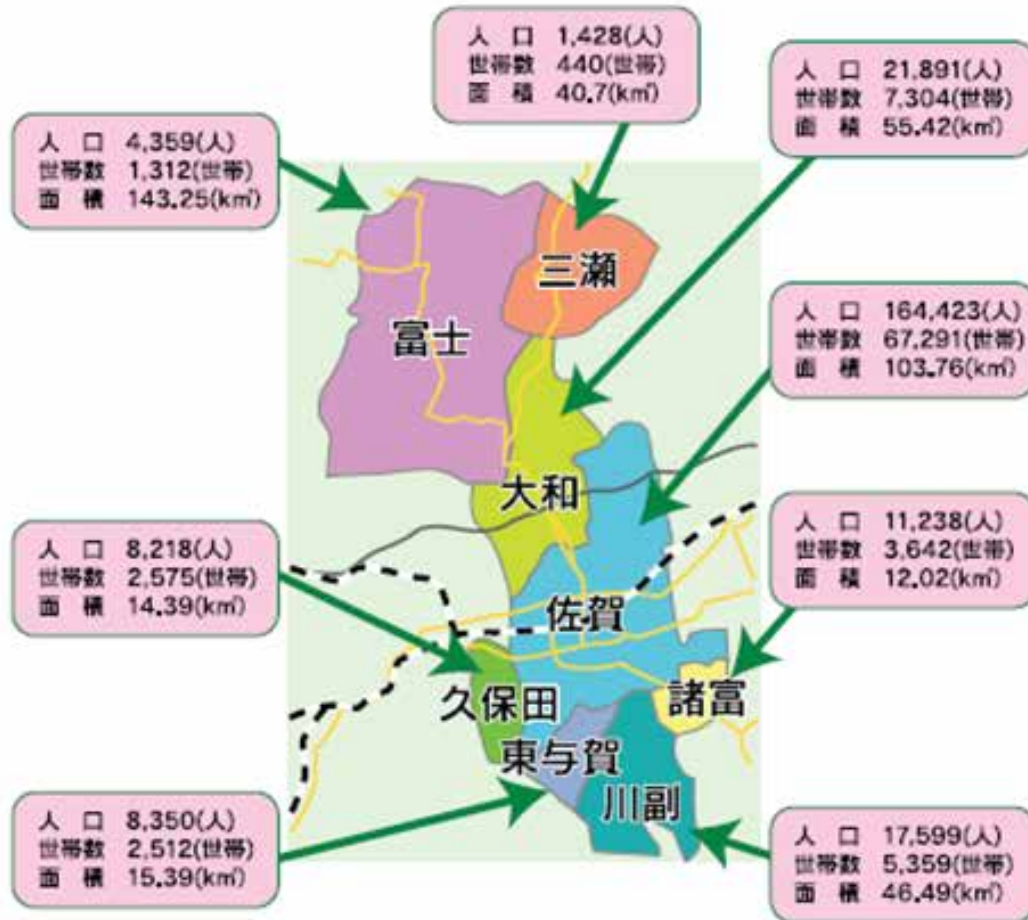 人 口 1,428(人)
世帯数 440(世帯)
面 積 40.7(k㎡)
人 口 21,891(人)
世帯数 7,304(世帯)
面 積 55.42(k㎡)
人 口 4,359(人)
世帯数 1,312(世帯)
面 積 143.25(k㎡)
三瀬
富士
人 口 164,423(人)
世帯数 67,291(世帯)
面 積 103.76(k㎡)
大和
人 口 11,238(人)
世帯数 3,642(世帯)
面 積 12.02(k㎡)
人 口 8,218(人)
世帯数 2,575(世帯)
面 積 14.39(k㎡)
佐賀
久保田
諸富
東与賀
川副
人 口 8,350(人)
世帯数 2,512(世帯)
面 積 15.39(k㎡)
人 口 17,599(人)
世帯数 5,359(世帯)
面 積 46.49(k㎡)